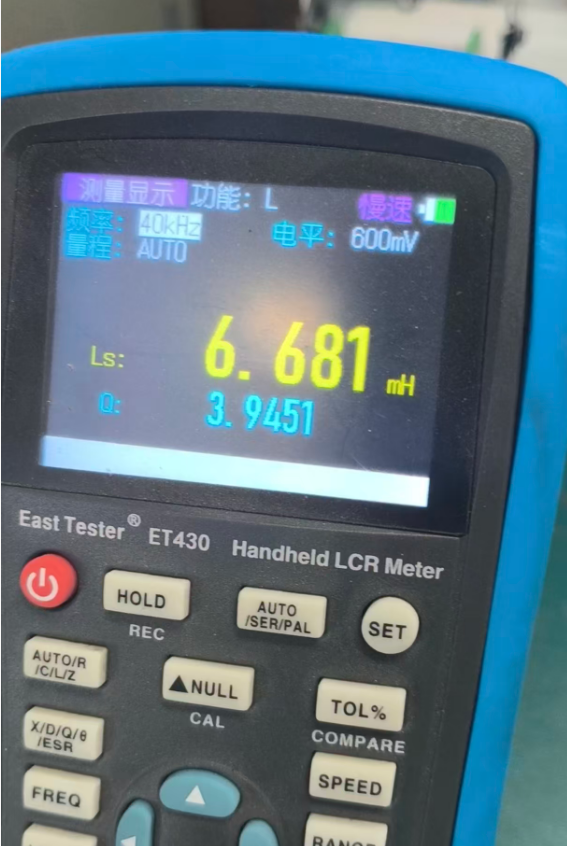 测量显示 功能: L 慢速
频率: 40kHz 电平: 600mV
量程: AUTO
Ls: 6.681 mH
Q: 3.9451
East Tester® ET430 Handheld LCR Meter
HOLD
REC
AUTO
/SER/PAL
SET
AUTO/R
/C/L/Z
▲NULL
CAL
TOL%
COMPARE
X/D/Q/θ
/ESR
FREQ
SPEED
RANGE